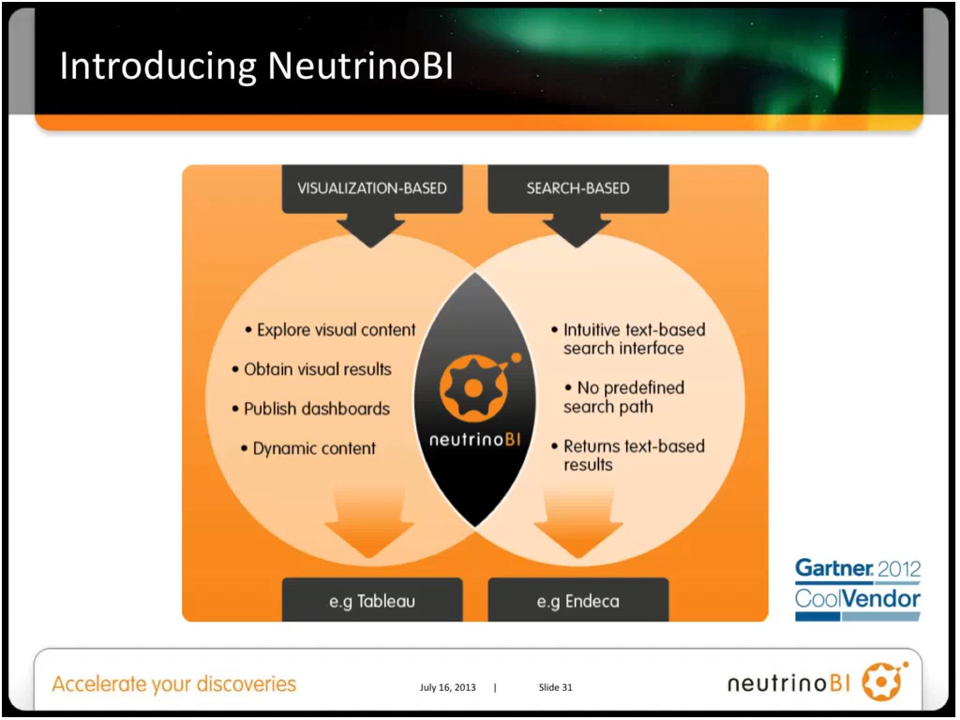 Introducing NeutrinoBI
VISUALIZATION-BASED
SEARCH-BASED
• Explore visual content
• Obtain visual results
• Publish dashboards
• Dynamic content
neutrinoBI
• Intuitive text-based
search interface
• No predefined
search path
• Returns text-based
results
e.g Tableau
e.g Endeca
Gartner. 2012
CoolVendor
Accelerate your discoveries
July 16, 2013 | Slide 31
neutrinoBI